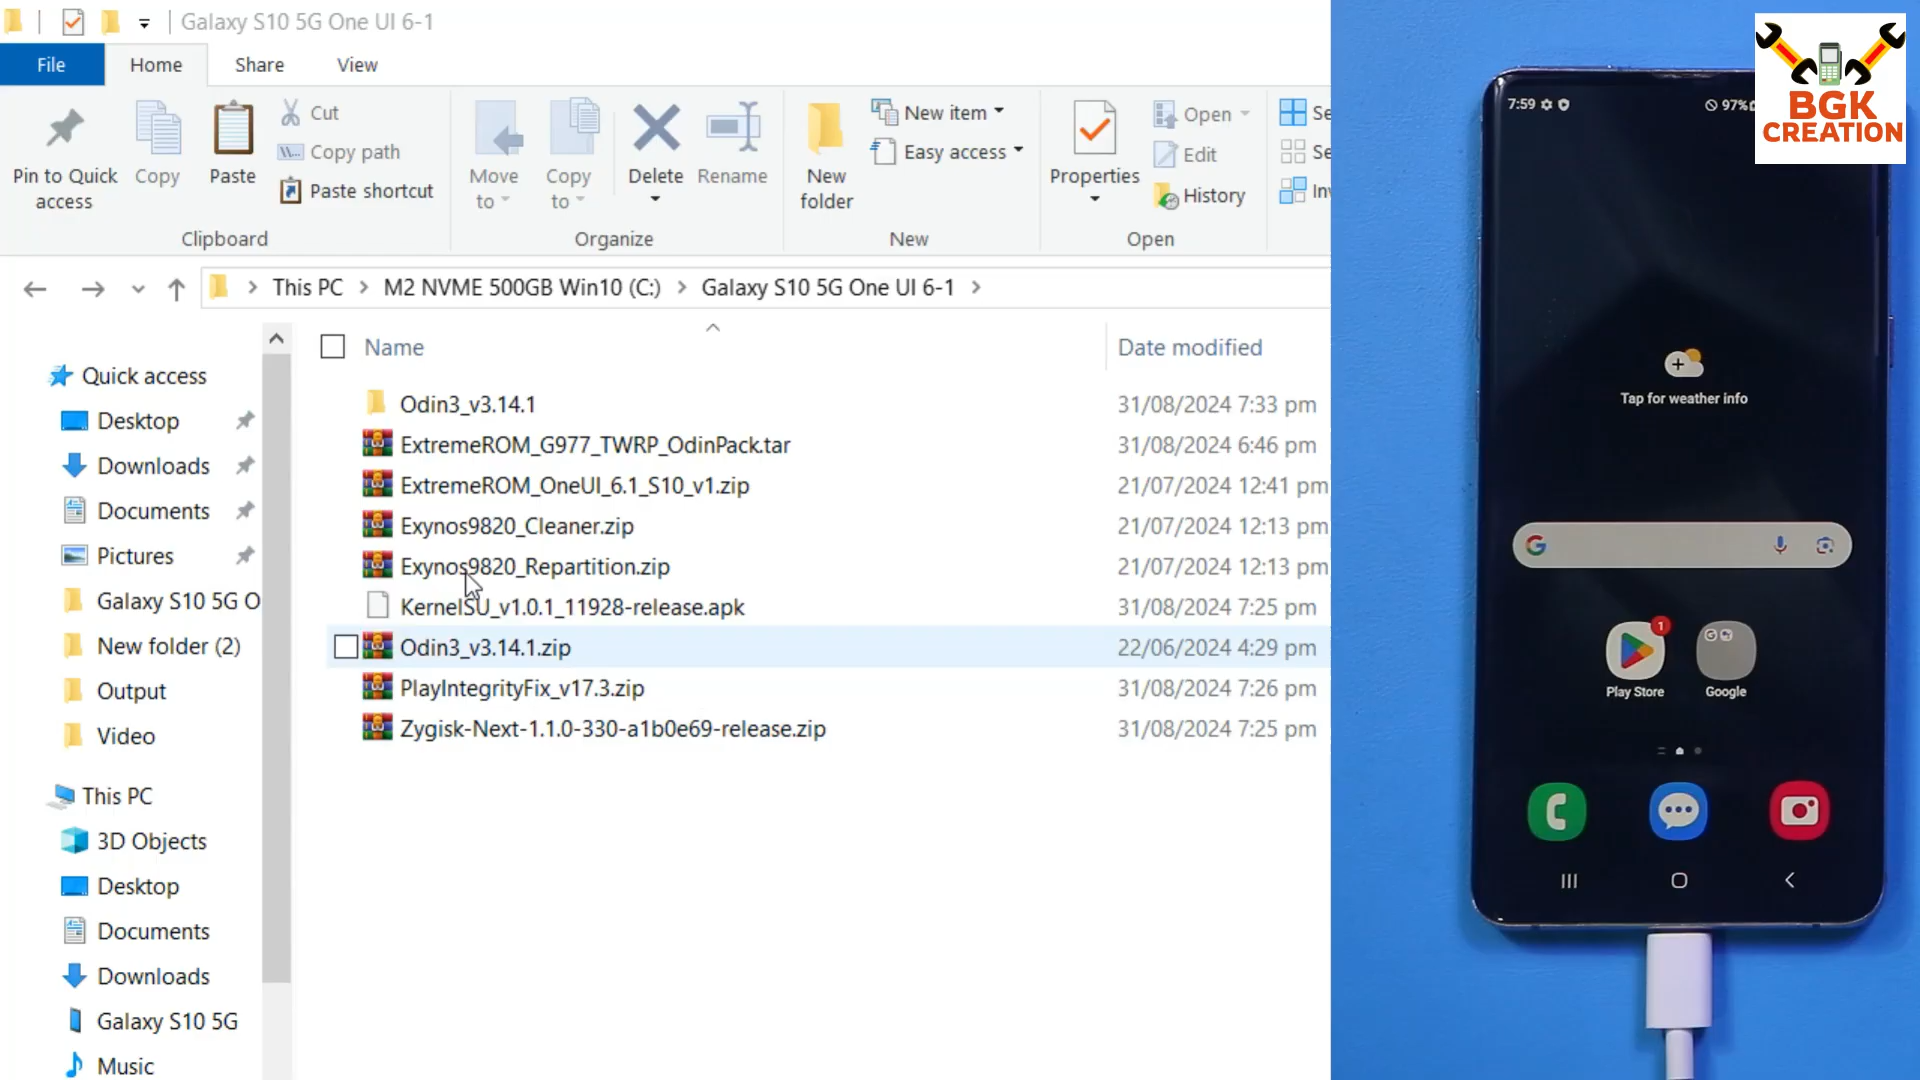 Galaxy S10 5G One UI 6-1
File
Home
Share
View
Pin to Quick access
Copy
Paste
Cut
Copy path
Paste shortcut
Clipboard
Move to
Copy to
Delete
Rename
Organize
New folder
New item
Easy access
New
Properties
Open
Edit
History
Open
Se
Se
Inv
This PC
M2 NVME 500GB Win10 (C:)
Galaxy S10 5G One UI 6-1
Name
Date modified
Odin3_v3.14.1
31/08/2024 7:33 pm
ExtremeROM_G977_TWRP_OdinPack.tar
31/08/2024 6:46 pm
ExtremeROM_OneUI_6.1_S10_v1.zip
21/07/2024 12:41 pm
Exynos9820_Cleaner.zip
21/07/2024 12:13 pm
Exynos9820_Repartition.zip
21/07/2024 12:13 pm
KernelSU_v1.0.1_11928-release.apk
31/08/2024 7:25 pm
Odin3_v3.14.1.zip
22/06/2024 4:29 pm
PlayIntegrityFix_v17.3.zip
31/08/2024 7:26 pm
Zygisk-Next-1.1.0-330-a1b0e69-release.zip
31/08/2024 7:25 pm
Quick access
Desktop
Downloads
Documents
Pictures
Galaxy S10 5G O
New folder (2)
Output
Video
This PC
3D Objects
Desktop
Documents
Downloads
Galaxy S10 5G
Music
7:59
97%
Tap for weather info
1
Play Store
Google
BGK
CREATION